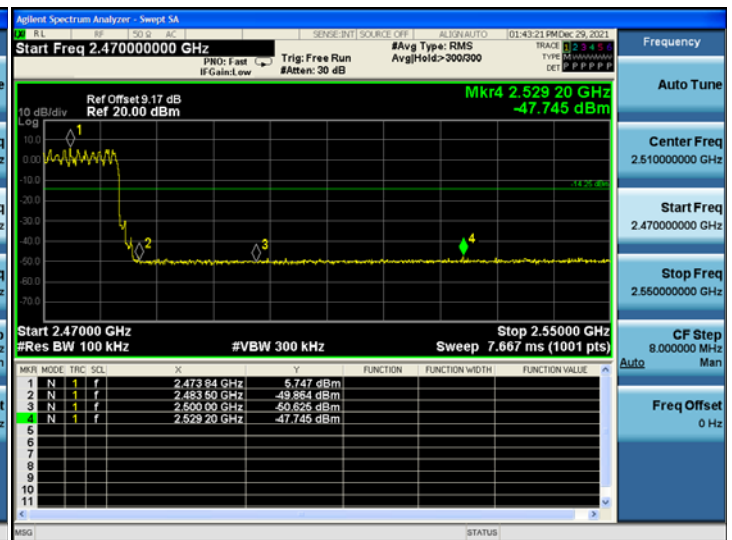 Agilent Spectrum Analyzer - Swept SA
RL RF 50 Ω AC SENSE:INT SOURCE OFF ALIGNAUTO 01:43:21 PM Dec 29, 2021
Start Freq 2.470000000 GHz
PNO: Fast
IFGain:Low
Trig: Free Run
#Atten: 30 dB
#Avg Type: RMS
Avg|Hold:>300/300
TRACE 1 2 3 4 5 6
TYPE M
DET P P P P P P
Ref Offset 9.17 dB
10 dB/div Ref 20.00 dBm
Log
Mkr4 2.529 20 GHz
-47.745 dBm
10.0
0.00
-10.0
-20.0
-30.0
-40.0
-50.0
-60.0
-70.0
1
2
3
4
-14.25 dBm
Start 2.47000 GHz Stop 2.55000 GHz
#Res BW 100 kHz #VBW 300 kHz Sweep 7.667 ms (1001 pts)
MKR MODE TRC SCL X Y FUNCTION FUNCTION WIDTH FUNCTION VALUE
1 N 1 f 2.473 84 GHz 5.747 dBm
2 N 1 f 2.483 50 GHz -49.864 dBm
3 N 1 f 2.500 00 GHz -50.625 dBm
4 N 1 f 2.529 20 GHz -47.745 dBm
5
6
7
8
9
10
11
MSG STATUS
Frequency
Auto Tune
Center Freq
2.510000000 GHz
Start Freq
2.470000000 GHz
Stop Freq
2.550000000 GHz
CF Step
8.000000 MHz
Auto Man
Freq Offset
0 Hz